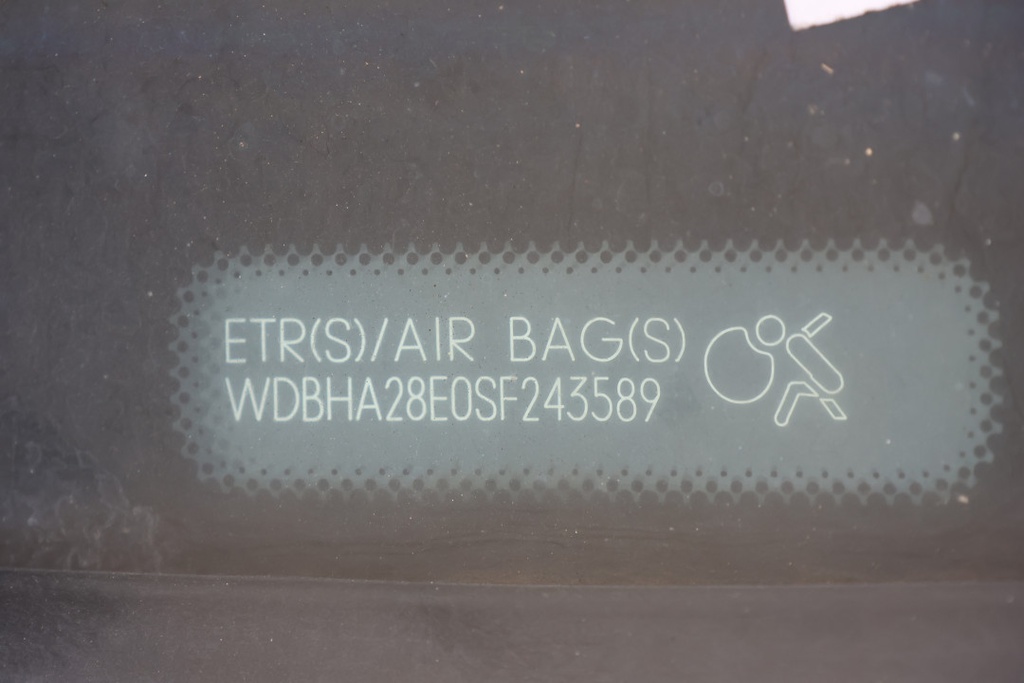 ETR(S)/AIR BAG(S)
WDBHA28E0SF243589